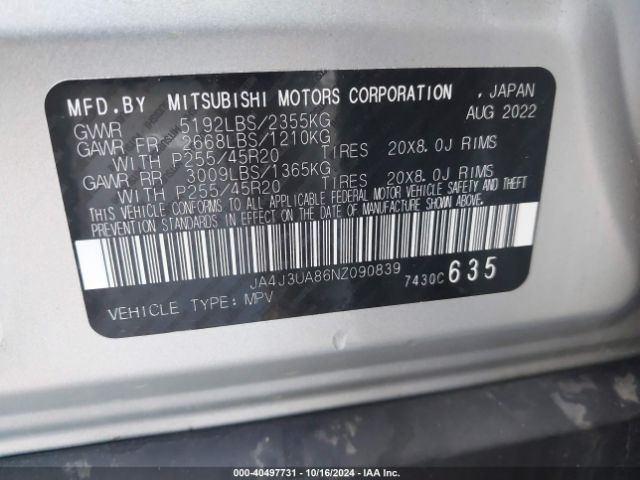 MFD.BY MITSUBISHI MOTORS CORPORATION , JAPAN
GVWR 5192LBS/2355KG AUG 2022
GAWR FR 2668LBS/1210KG
WITH P255/45R20 TIRES 20X8.0J RIMS
GAWR RR 3009LBS/1365KG
WITH P255/45R20 TIRES 20X8.0J RIMS
THIS VEHICLE CONFORMS TO ALL APPLICABLE FEDERAL MOTOR VEHICLE SAFETY AND THEFT
PREVENTION STANDARDS IN EFFECT ON THE DATE OF MANUFACTURE SHOWN ABOVE.
JA4J3UA86NZ090839
7430C 635
VEHICLE TYPE: MPV
000-40497731 - 10/16/2024 - IAA Inc.